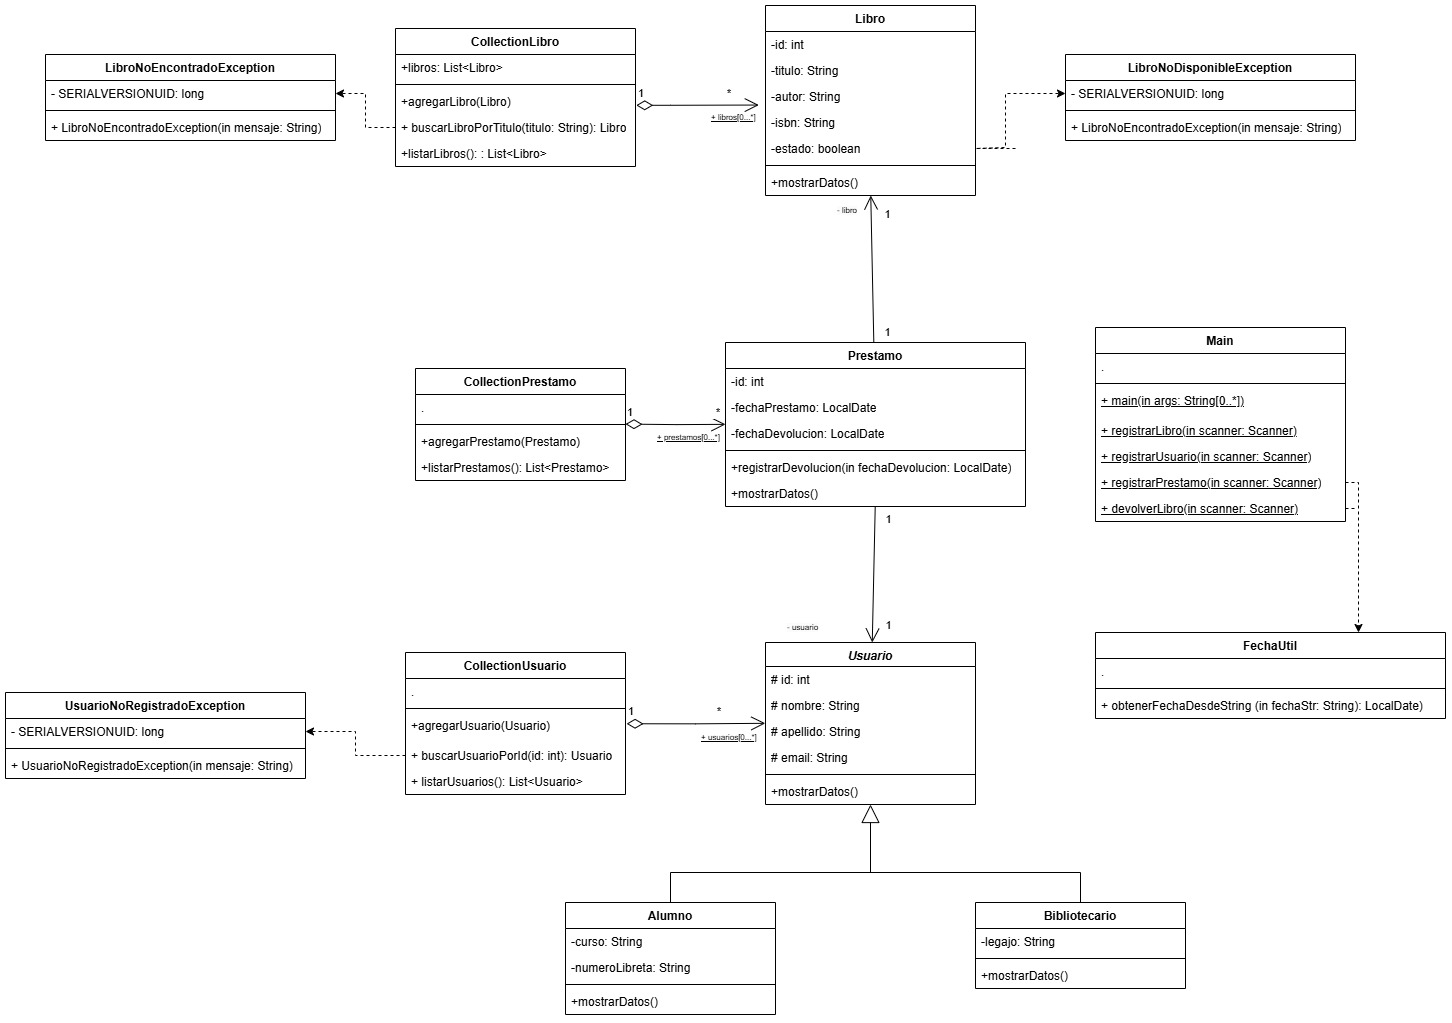 Libro
-id: int
-titulo: String
-autor: String
-isbn: String
-estado: boolean
+mostrarDatos()
CollectionLibro
+libros: List<Libro>
+agregarLibro(Libro)
+ buscarLibroPorTitulo(titulo: String): Libro
+listarLibros(): : List<Libro>
1
*
+ libros[0...*]
LibroNoEncontradoException
- SERIALVERSIONUID: long
+ LibroNoEncontradoException(in mensaje: String)
LibroNoDisponibleException
- SERIALVERSIONUID: long
+ LibroNoEncontradoException(in mensaje: String)
- libro
1
1
Prestamo
-id: int
-fechaPrestamo: LocalDate
-fechaDevolucion: LocalDate
+registrarDevolucion(in fechaDevolucion: LocalDate)
+mostrarDatos()
CollectionPrestamo
.
+agregarPrestamo(Prestamo)
+listarPrestamos(): List<Prestamo>
1
*
+ prestamos[0...*]
Main
.
+ main(in args: String[0..*])
+ registrarLibro(in scanner: Scanner)
+ registrarUsuario(in scanner: Scanner)
+ registrarPrestamo(in scanner: Scanner)
+ devolverLibro(in scanner: Scanner)
1
- usuario
1
Usuario
# id: int
# nombre: String
# apellido: String
# email: String
+mostrarDatos()
CollectionUsuario
.
+agregarUsuario(Usuario)
+ buscarUsuarioPorId(id: int): Usuario
+ listarUsuarios(): List<Usuario>
1
*
+ usuarios[0...*]
UsuarioNoRegistradoException
- SERIALVERSIONUID: long
+ UsuarioNoRegistradoException(in mensaje: String)
FechaUtil
.
+ obtenerFechaDesdeString (in fechaStr: String): LocalDate)
Alumno
-curso: String
-numeroLibreta: String
+mostrarDatos()
Bibliotecario
-legajo: String
+mostrarDatos()